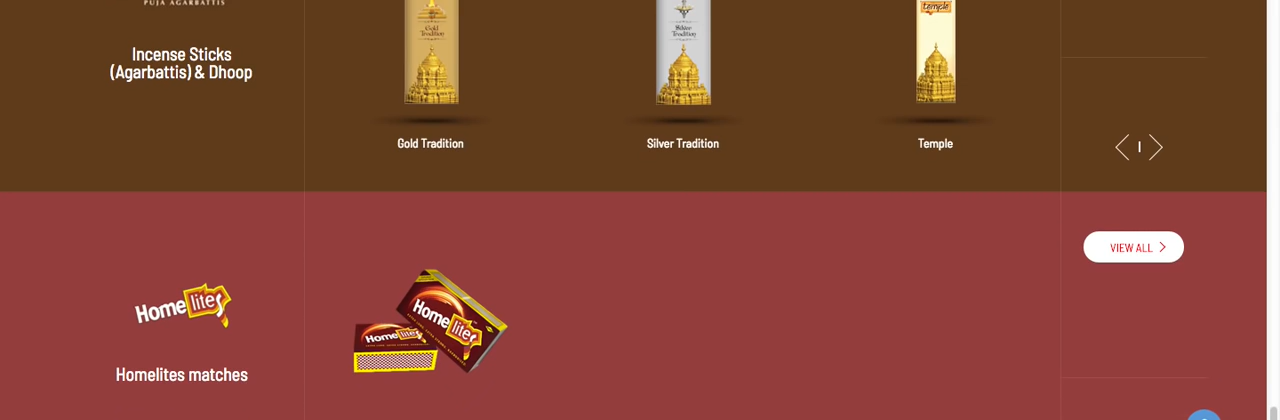 PUJA AGARBATTIS
Incense Sticks
(Agarbattis) & Dhoop
Gold
Tradition
Silver
Tradition
temple
Gold Tradition
Silver Tradition
Temple
VIEW ALL
Homelites
Homelites matches
Homelites
Homelites